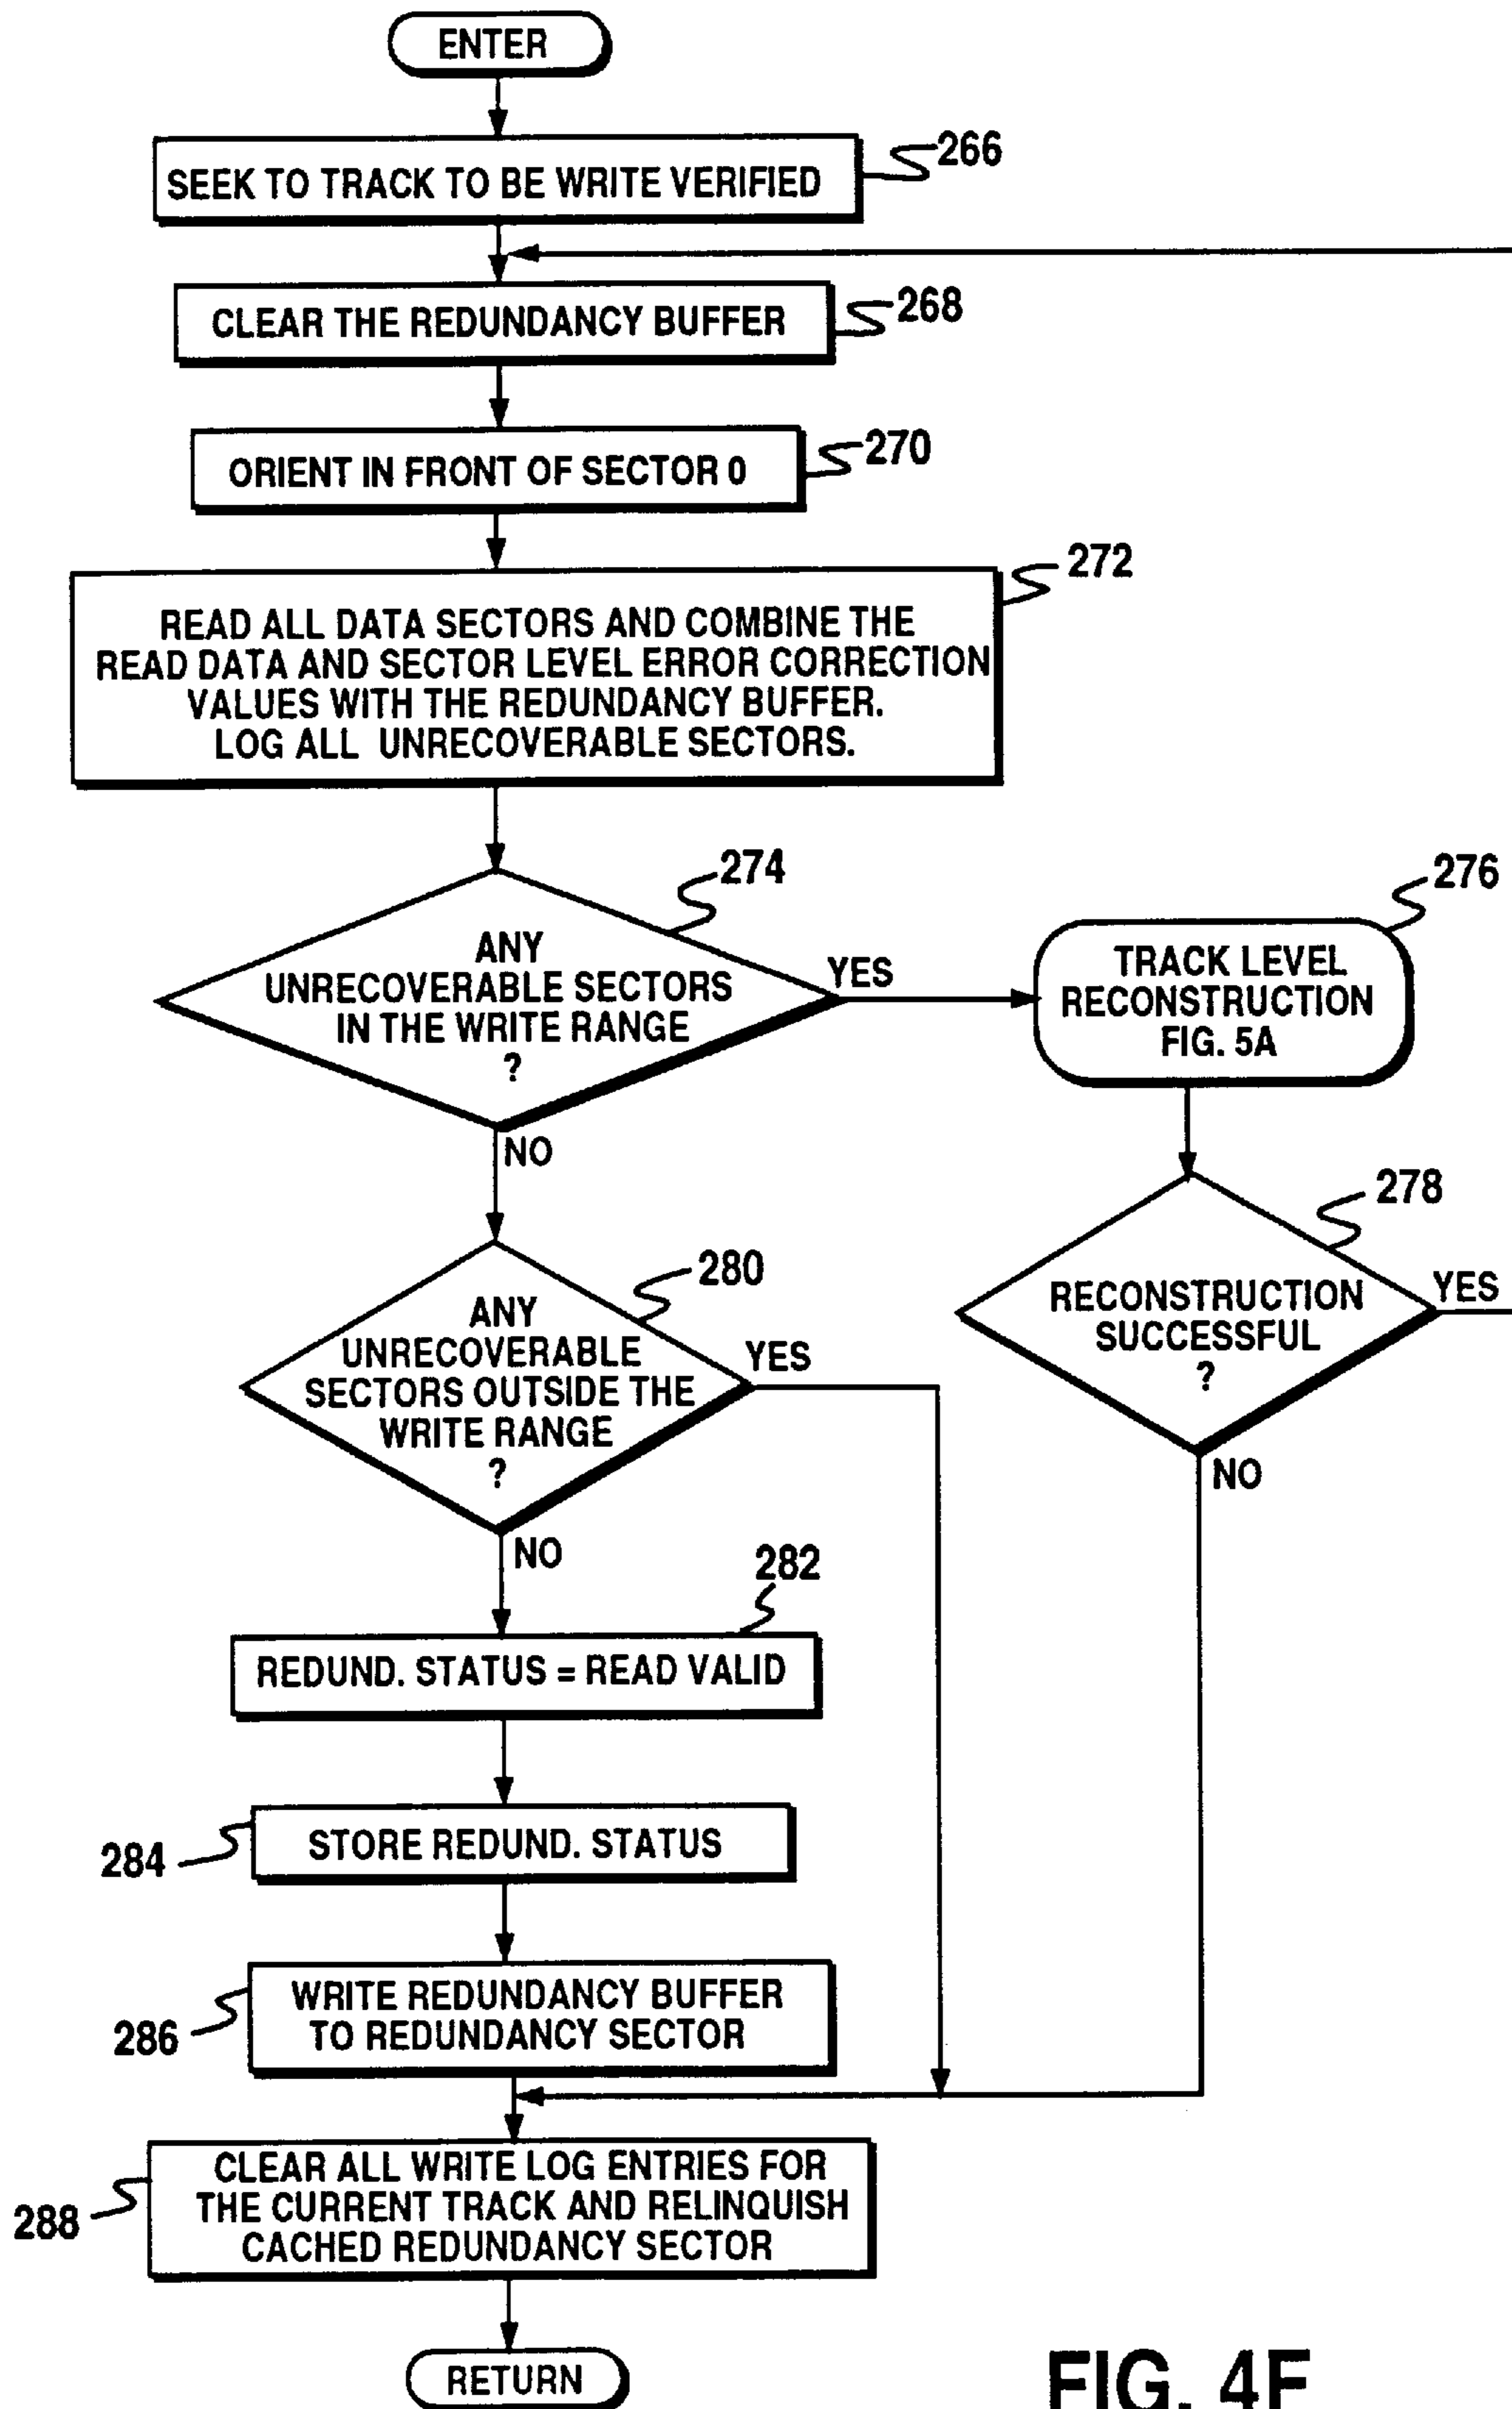 ENTER
SEEK TO TRACK TO BE WRITE VERIFIED
266
CLEAR THE REDUNDANCY BUFFER
268
ORIENT IN FRONT OF SECTOR 0
270
272
READ ALL DATA SECTORS AND COMBINE THE
READ DATA AND SECTOR LEVEL ERROR CORRECTION
VALUES WITH THE REDUNDANCY BUFFER.
LOG ALL UNRECOVERABLE SECTORS.
274
ANY
UNRECOVERABLE SECTORS
IN THE WRITE RANGE
?
YES
NO
276
TRACK LEVEL
RECONSTRUCTION
FIG. 5A
278
RECONSTRUCTION
SUCCESSFUL
?
YES
NO
280
ANY
UNRECOVERABLE
SECTORS OUTSIDE THE
WRITE RANGE
?
YES
NO
282
REDUND. STATUS = READ VALID
284
STORE REDUND. STATUS
286
WRITE REDUNDANCY BUFFER
TO REDUNDANCY SECTOR
288
CLEAR ALL WRITE LOG ENTRIES FOR
THE CURRENT TRACK AND RELINQUISH
CACHED REDUNDANCY SECTOR
RETURN
FIG. 4F